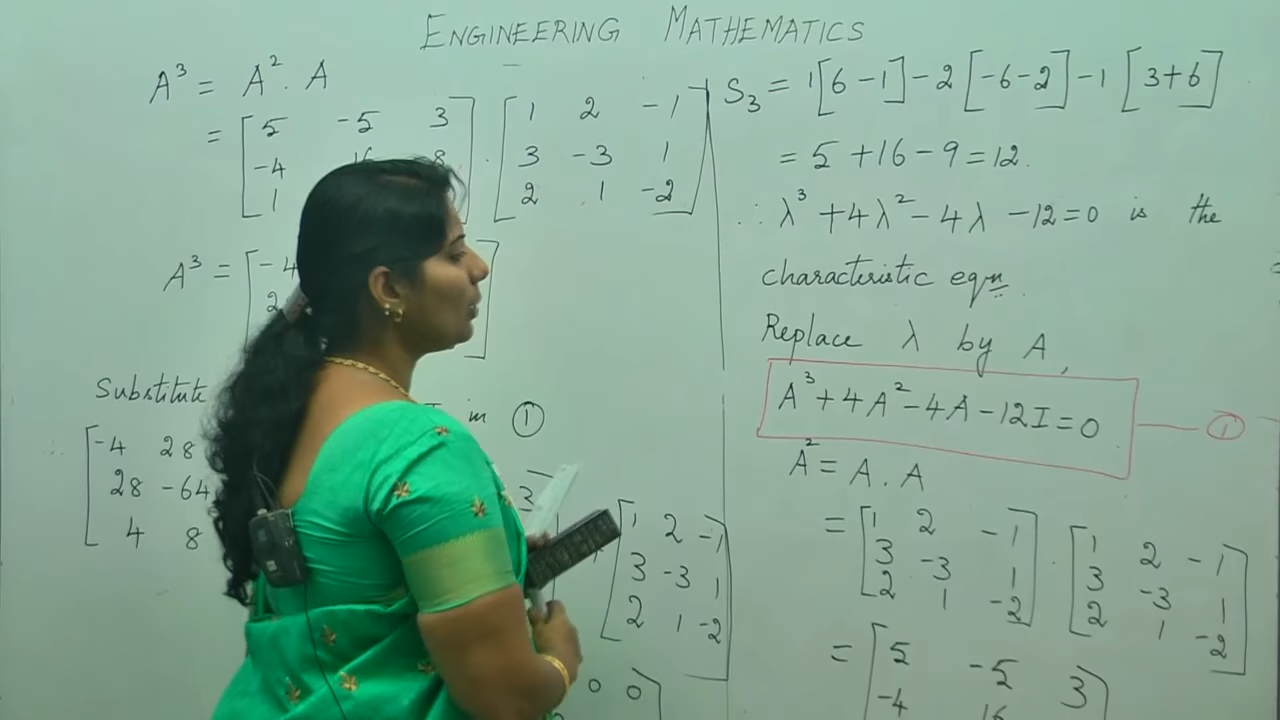 ENGINEERING MATHEMATICS
A³ = A² . A
= [ 5 -5 3 ] . [ 1 2 -1 ]
-4 16 -8 3 -3 1
1 2 1 -2
A³ = [ -4
2
Substitute I in ①
[ -4 28
28 -64
4 8
3
[ 1 2 -1 ]
3 -3 1
2 1 -2
0 0
S₃ = 1[6-1] -2[-6-2] -1[3+6]
= 5 +16 -9 = 12.
∴ λ³ +4λ² -4λ -12=0 is the
characteristic eqn.
Replace λ by A,
A³ +4A² -4A -12I = 0 — ①
A² = A . A
= [ 1 2 -1 ] . [ 1 2 -1 ]
3 -3 1 3 -3 1
2 1 -2 2 1 -2
= [ 5 -5 3
-4 16